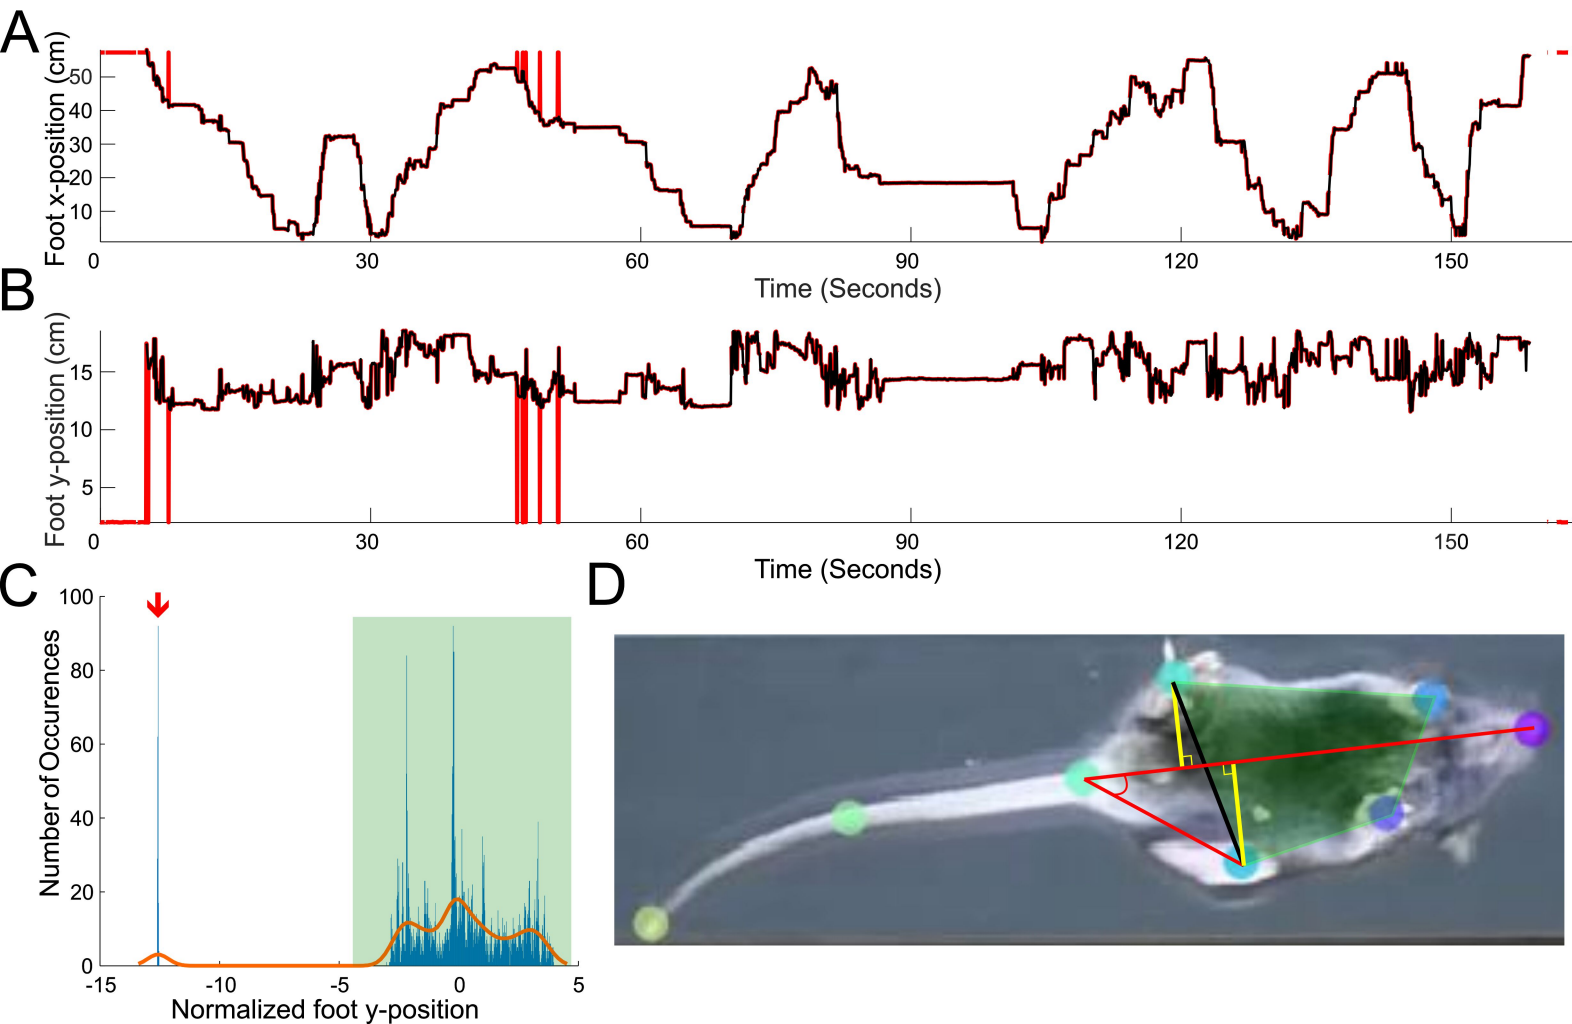 A
Foot x-position (cm)
50
40
30
20
10
0 30 60 90 120 150
Time (Seconds)
B
Foot y-position (cm)
15
10
5
0 30 60 90 120 150
Time (Seconds)
C
Number of Occurences
100
80
60
40
20
0
-15 -10 -5 0 5
Normalized foot y-position
D